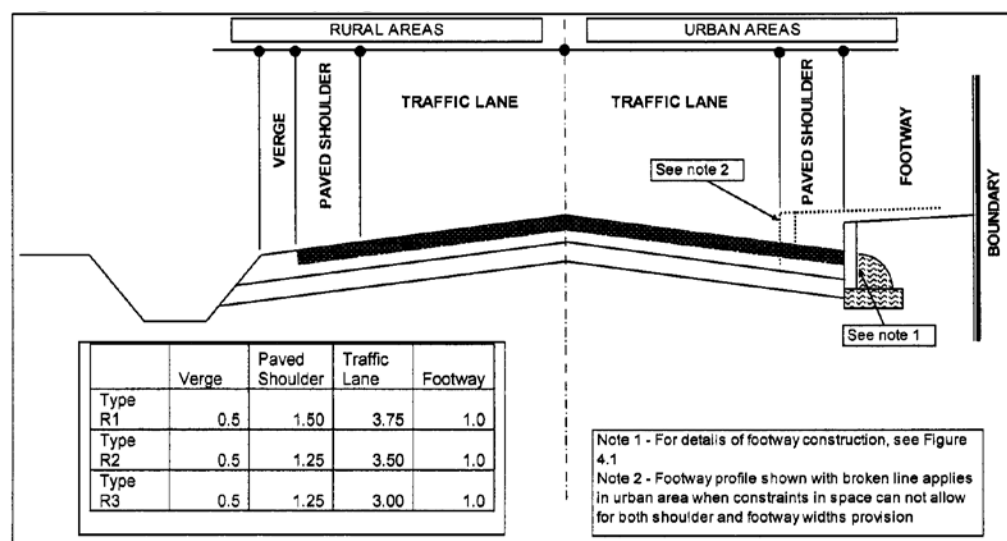 RURAL AREAS
URBAN AREAS
VERGE
PAVED SHOULDER
TRAFFIC LANE
TRAFFIC LANE
PAVED SHOULDER
FOOTWAY
BOUNDARY
See note 2
See note 1
Verge Paved Shoulder Traffic Lane Footway
Type R1 0.5 1.50 3.75 1.0
Type R2 0.5 1.25 3.50 1.0
Type R3 0.5 1.25 3.00 1.0
Note 1 - For details of footway construction, see Figure
4.1
Note 2 - Footway profile shown with broken line applies
in urban area when constraints in space can not allow
for both shoulder and footway widths provision